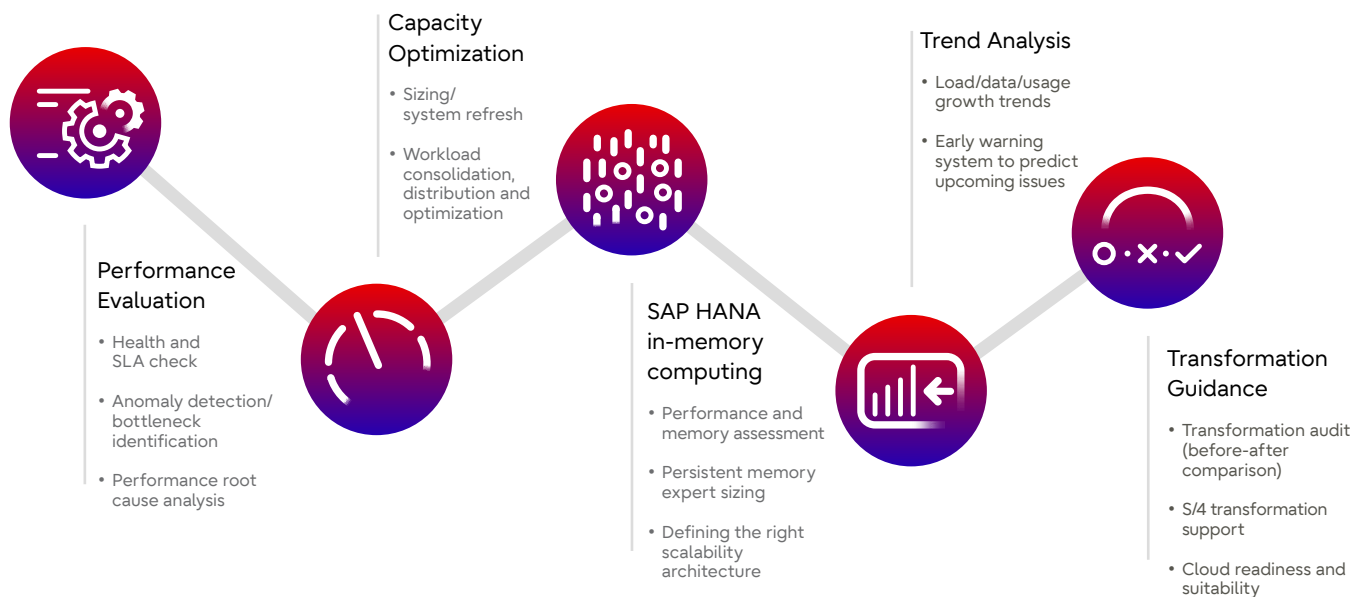 Performance
Evaluation
• Health and
SLA check
• Anomaly detection/
bottleneck
identification
• Performance root
cause analysis
Capacity
Optimization
• Sizing/
system refresh
• Workload
consolidation,
distribution and
optimization
SAP HANA
in-memory
computing
• Performance and
memory assessment
• Persistent memory
expert sizing
• Defining the right
scalability
architecture
Trend Analysis
• Load/data/usage
growth trends
• Early warning
system to predict
upcoming issues
Transformation
Guidance
• Transformation audit
(before-after
comparison)
• S/4 transformation
support
• Cloud readiness and
suitability